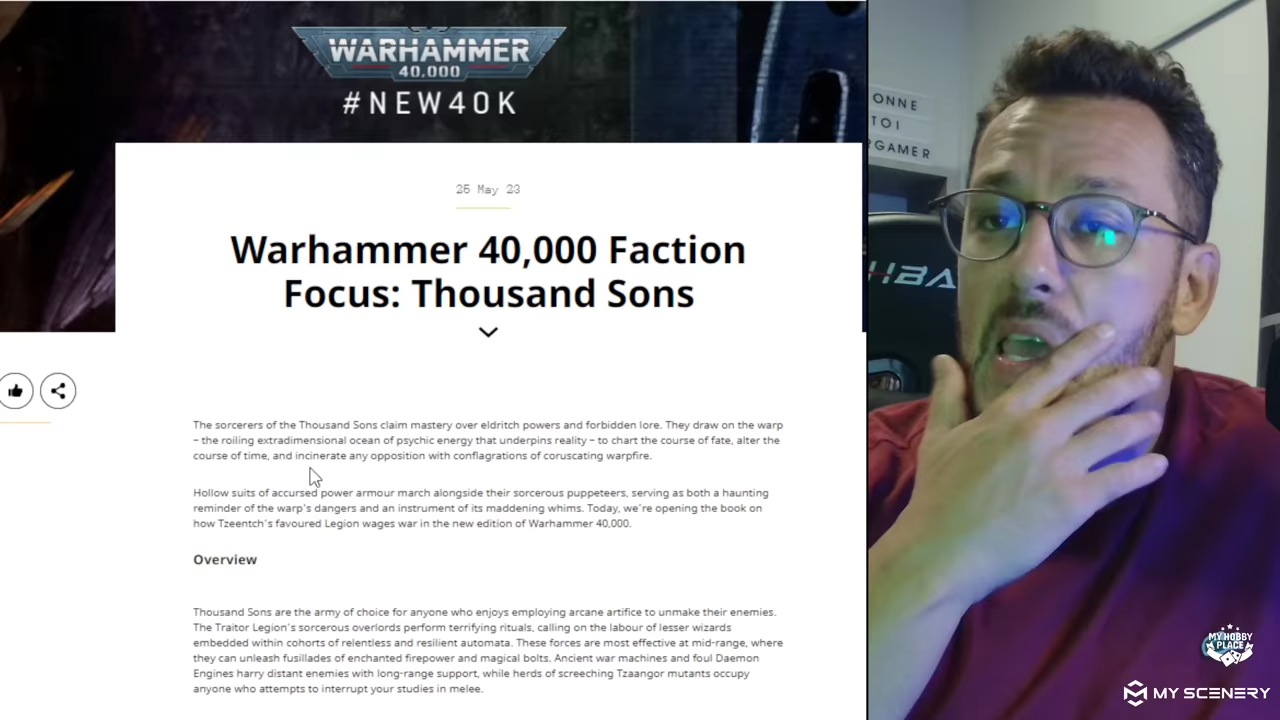 WARHAMMER
40,000
#NEW40K
25 May 23
Warhammer 40,000 Faction
Focus: Thousand Sons
The sorcerers of the Thousand Sons claim mastery over eldritch powers and forbidden lore. They draw on the warp
– the roiling extradimensional ocean of psychic energy that underpins reality – to chart the course of fate, alter the
course of time, and incinerate any opposition with conflagrations of coruscating warpfire.
Hollow suits of accursed power armour march alongside their sorcerous puppeteers, serving as both a haunting
reminder of the warp's dangers and an instrument of its maddening whims. Today, we're opening the book on
how Tzeentch's favoured Legion wages war in the new edition of Warhammer 40,000.
Overview
Thousand Sons are the army of choice for anyone who enjoys employing arcane artifice to unmake their enemies.
The Traitor Legion's sorcerous overlords perform terrifying rituals, calling on the labour of lesser wizards
embedded within cohorts of relentless and resilient automata. These forces are most effective at mid-range, where
they can unleash fusillades of enchanted firepower and magical bolts. Ancient war machines and foul Daemon
Engines harry distant enemies with long-range support, while herds of screeching Tzaangor mutants occupy
anyone who attempts to interrupt your studies in melee.
ONNE
TOI
RGAMER
MY HOBBY
PLACE
MY SCENERY